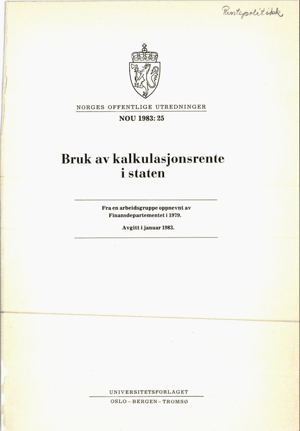 Rentepolitikk
NORGES OFFENTLIGE UTREDNINGER
NOU 1983: 25
Bruk av kalkulasjonsrente
i staten
Fra en arbeidsgruppe oppnevnt av
Finansdepartementet i 1979.
Avgitt i januar 1983.
UNIVERSITETSFORLAGET
OSLO - BERGEN - TROMSØ